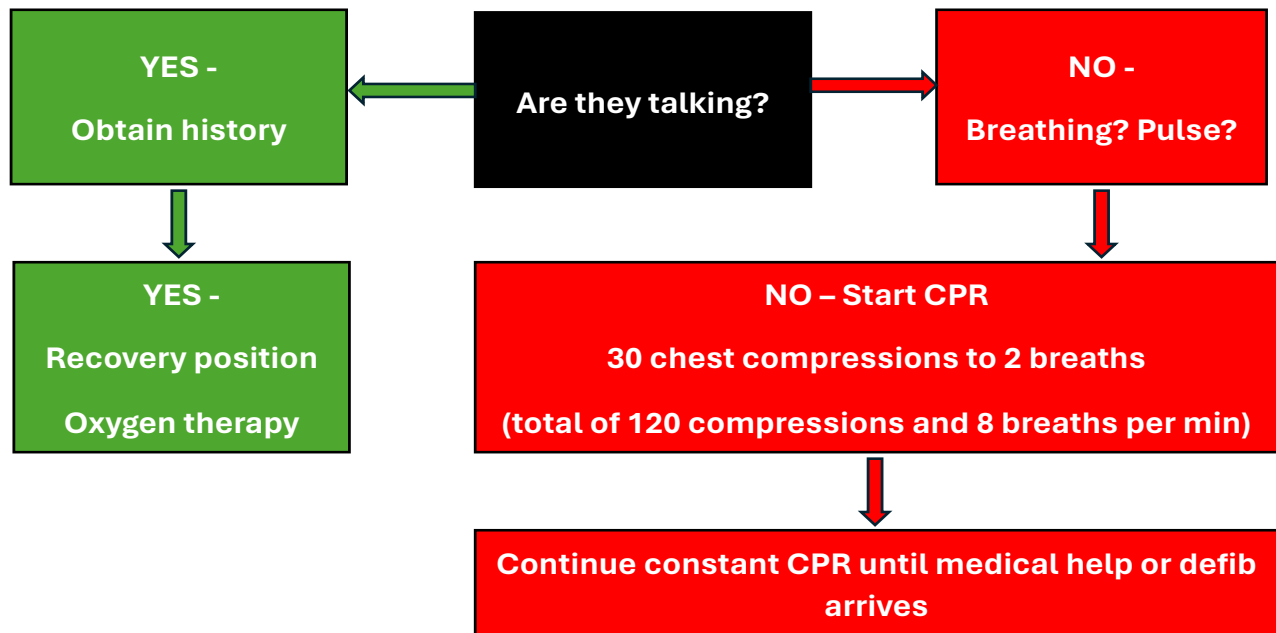 Are they talking?
YES -
Obtain history
NO -
Breathing? Pulse?
YES -
Recovery position
Oxygen therapy
NO – Start CPR
30 chest compressions to 2 breaths
(total of 120 compressions and 8 breaths per min)
Continue constant CPR until medical help or defib
arrives